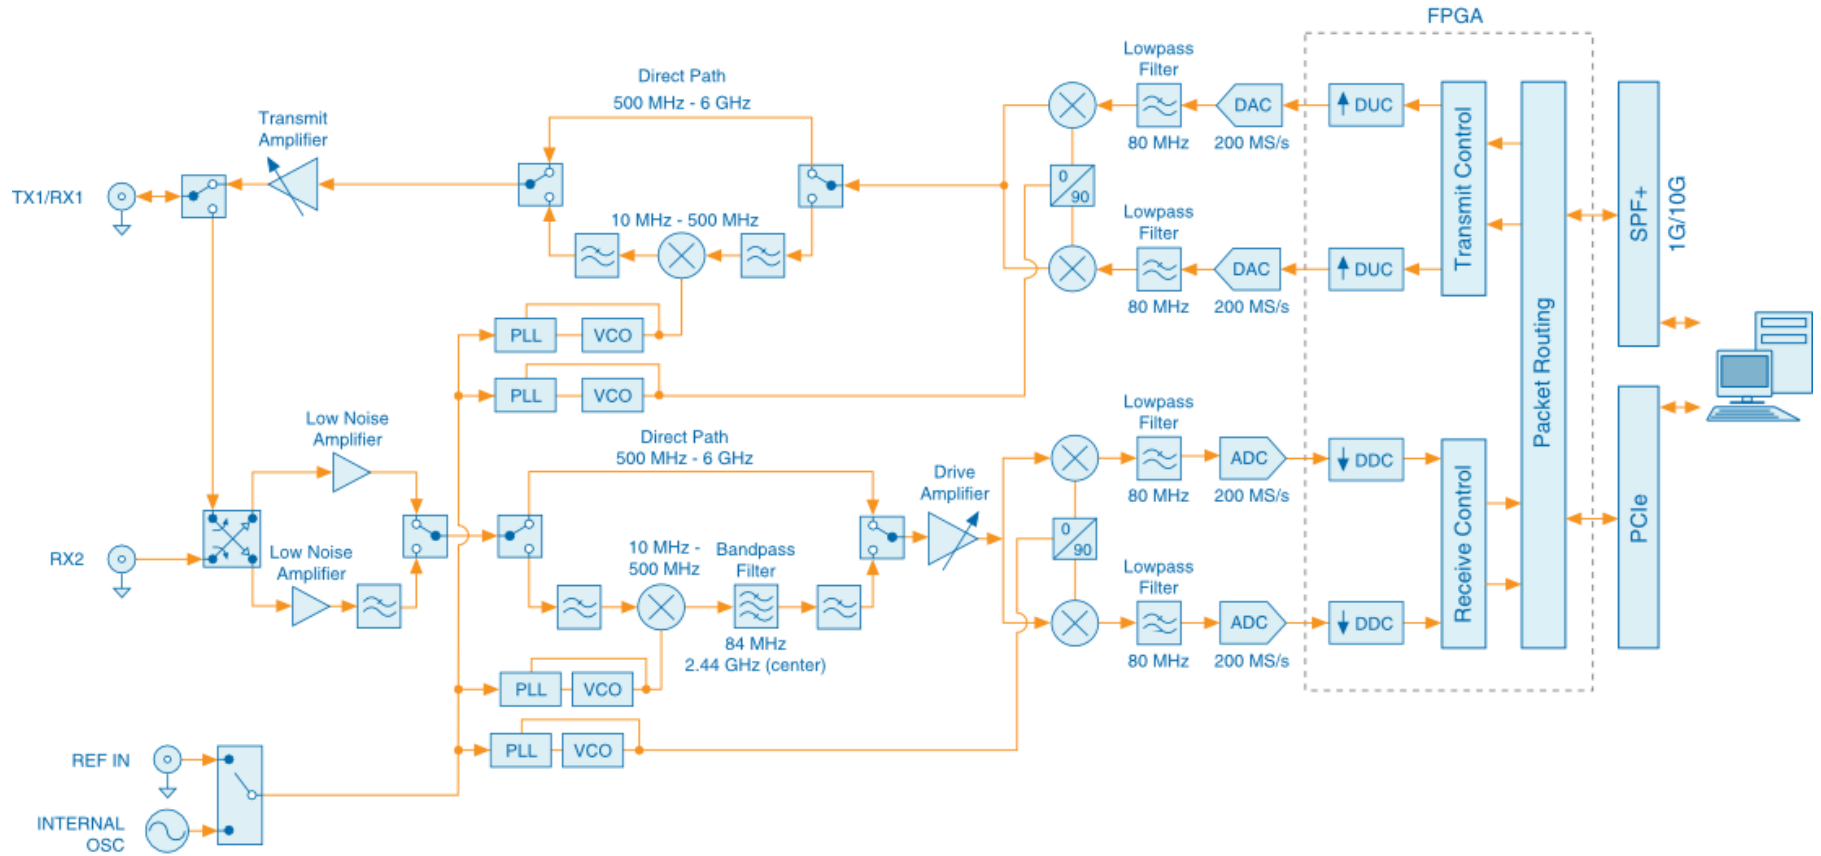 FPGA
Lowpass
Filter
Direct Path
500 MHz - 6 GHz
DAC
DUC
Transmit
Amplifier
80 MHz
200 MS/s
Transmit Control
TX1/RX1
0
90
SPF+
1G/10G
10 MHz - 500 MHz
Lowpass
Filter
DAC
DUC
80 MHz
200 MS/s
PLL
VCO
Packet Routing
PLL
VCO
Low Noise
Amplifier
Lowpass
Filter
Direct Path
500 MHz - 6 GHz
ADC
DDC
Drive
Amplifier
80 MHz
200 MS/s
Receive Control
PCIe
0
90
RX2
Low Noise
Amplifier
10 MHz -
500 MHz
Bandpass
Filter
Lowpass
Filter
ADC
DDC
84 MHz
2.44 GHz (center)
80 MHz
200 MS/s
PLL
VCO
PLL
VCO
REF IN
INTERNAL
OSC